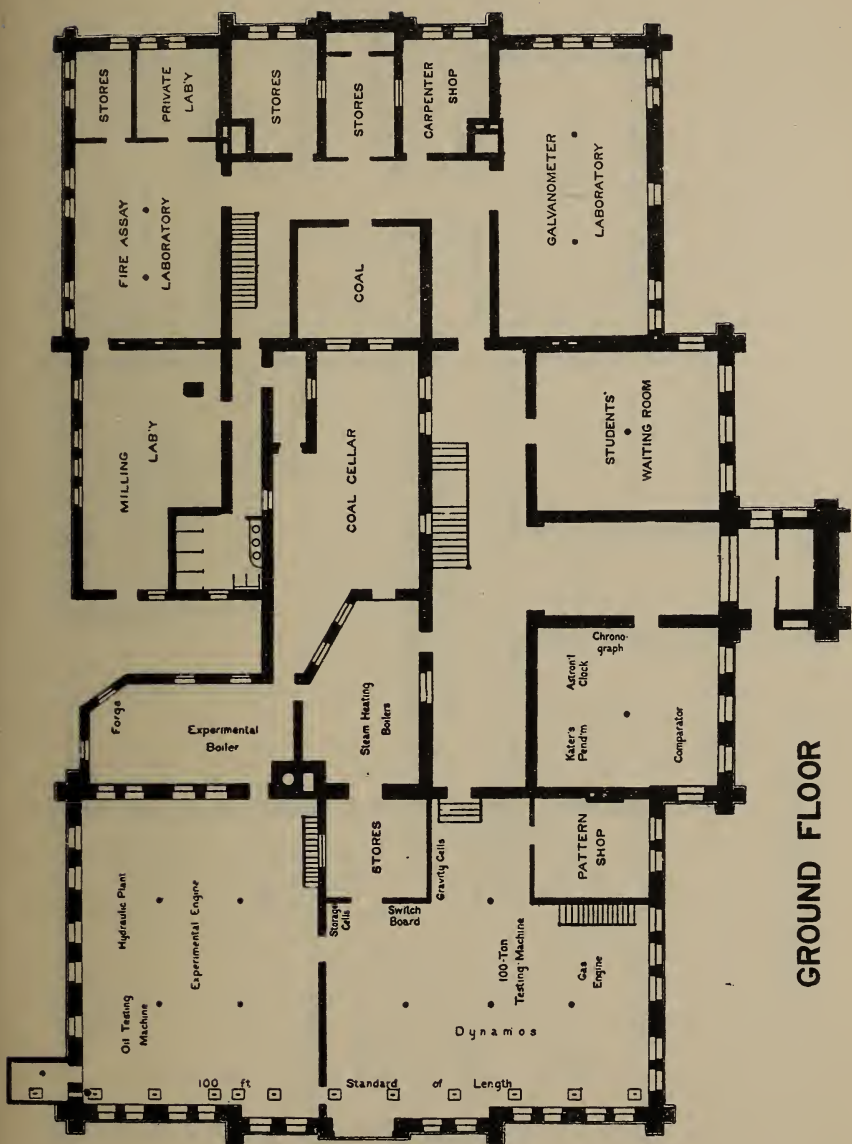 STORES
PRIVATE
LAB'Y
STORES
STORES
CARPENTER
SHOP
FIRE ASSAY
LABORATORY
GALVANOMETER
LABORATORY
COAL
MILLING
LAB'Y
COAL CELLAR
STUDENTS'
WAITING ROOM
Forge
Experimental
Boiler
Steam Heating
Boilers
Chrono-
graph
Astron'l
Clock
Kater's
Pend'm
Comparator
STORES
PATTERN
SHOP
Hydraulic Plant
Experimental Engine
Oil Testing
Machine
Storage
Cells
Switch
Board
Gravity Cells
100-Ton
Testing Machine
Gas
Engine
Dynamos
100 ft Standard of Length
GROUND FLOOR